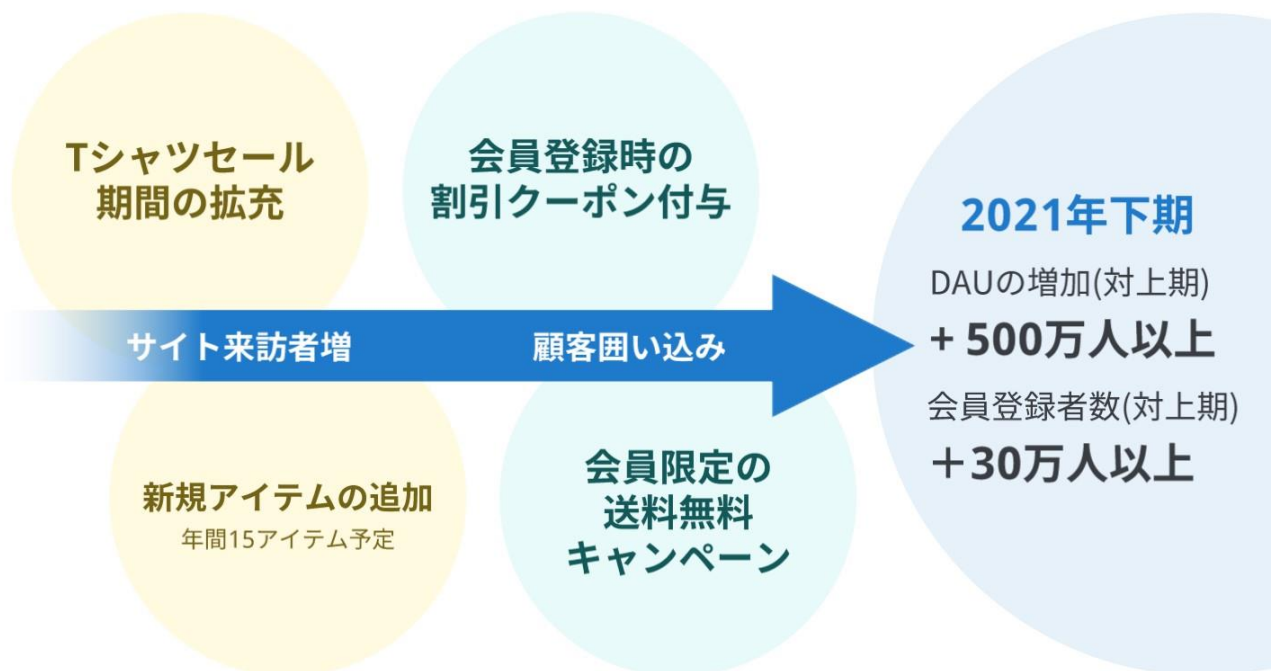 Tシャツセール
期間の拡充
会員登録時の
割引クーポン付与
サイト来訪者増
顧客囲い込み
新規アイテムの追加
年間15アイテム予定
会員限定の
送料無料
キャンペーン
2021年下期
DAUの増加(対上期)
+ 500万人以上
会員登録者数(対上期)
＋30万人以上